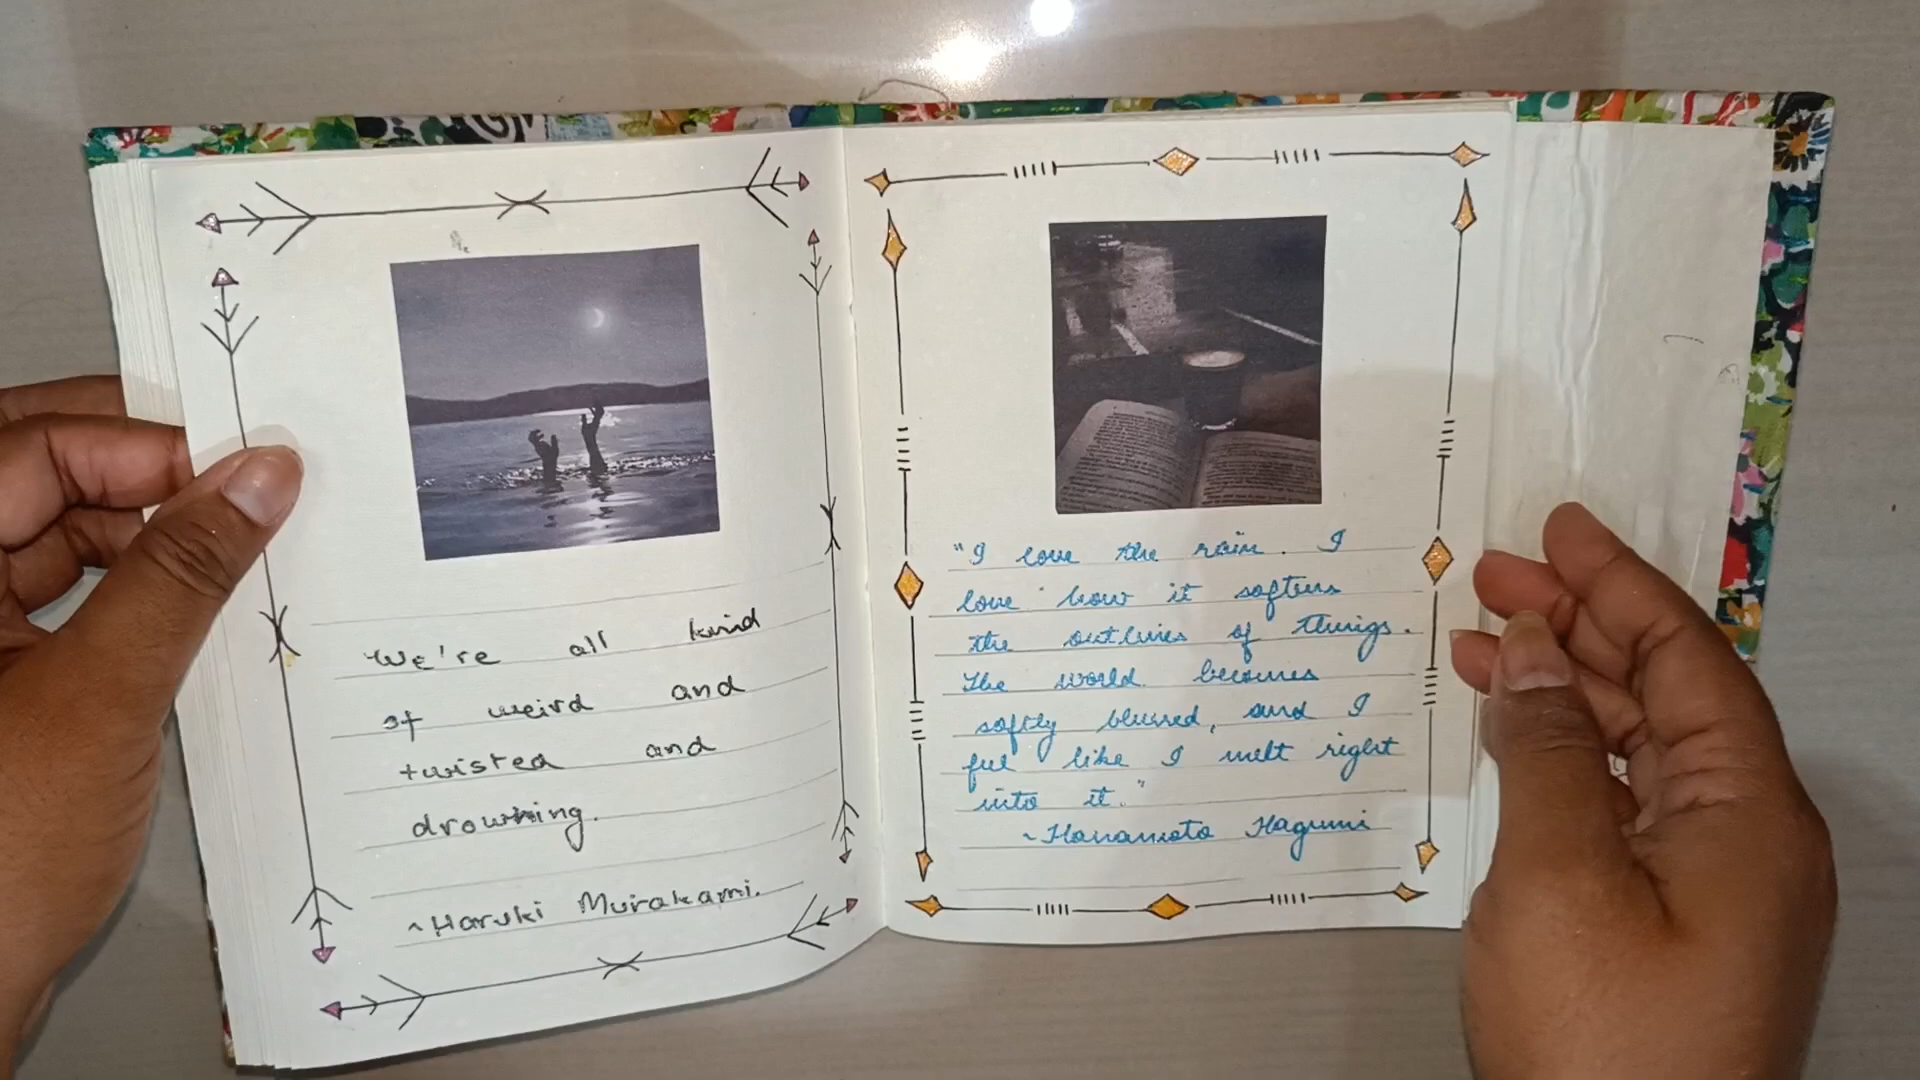 We're all kind
of weird and
twisted and
drowning.
~Haruki Murakami.
"I love the rain. I
love how it softens
the outlines of things.
The world becomes
softly blurred, and I
feel like I melt right
into it."
~Hanamoto Hagumi